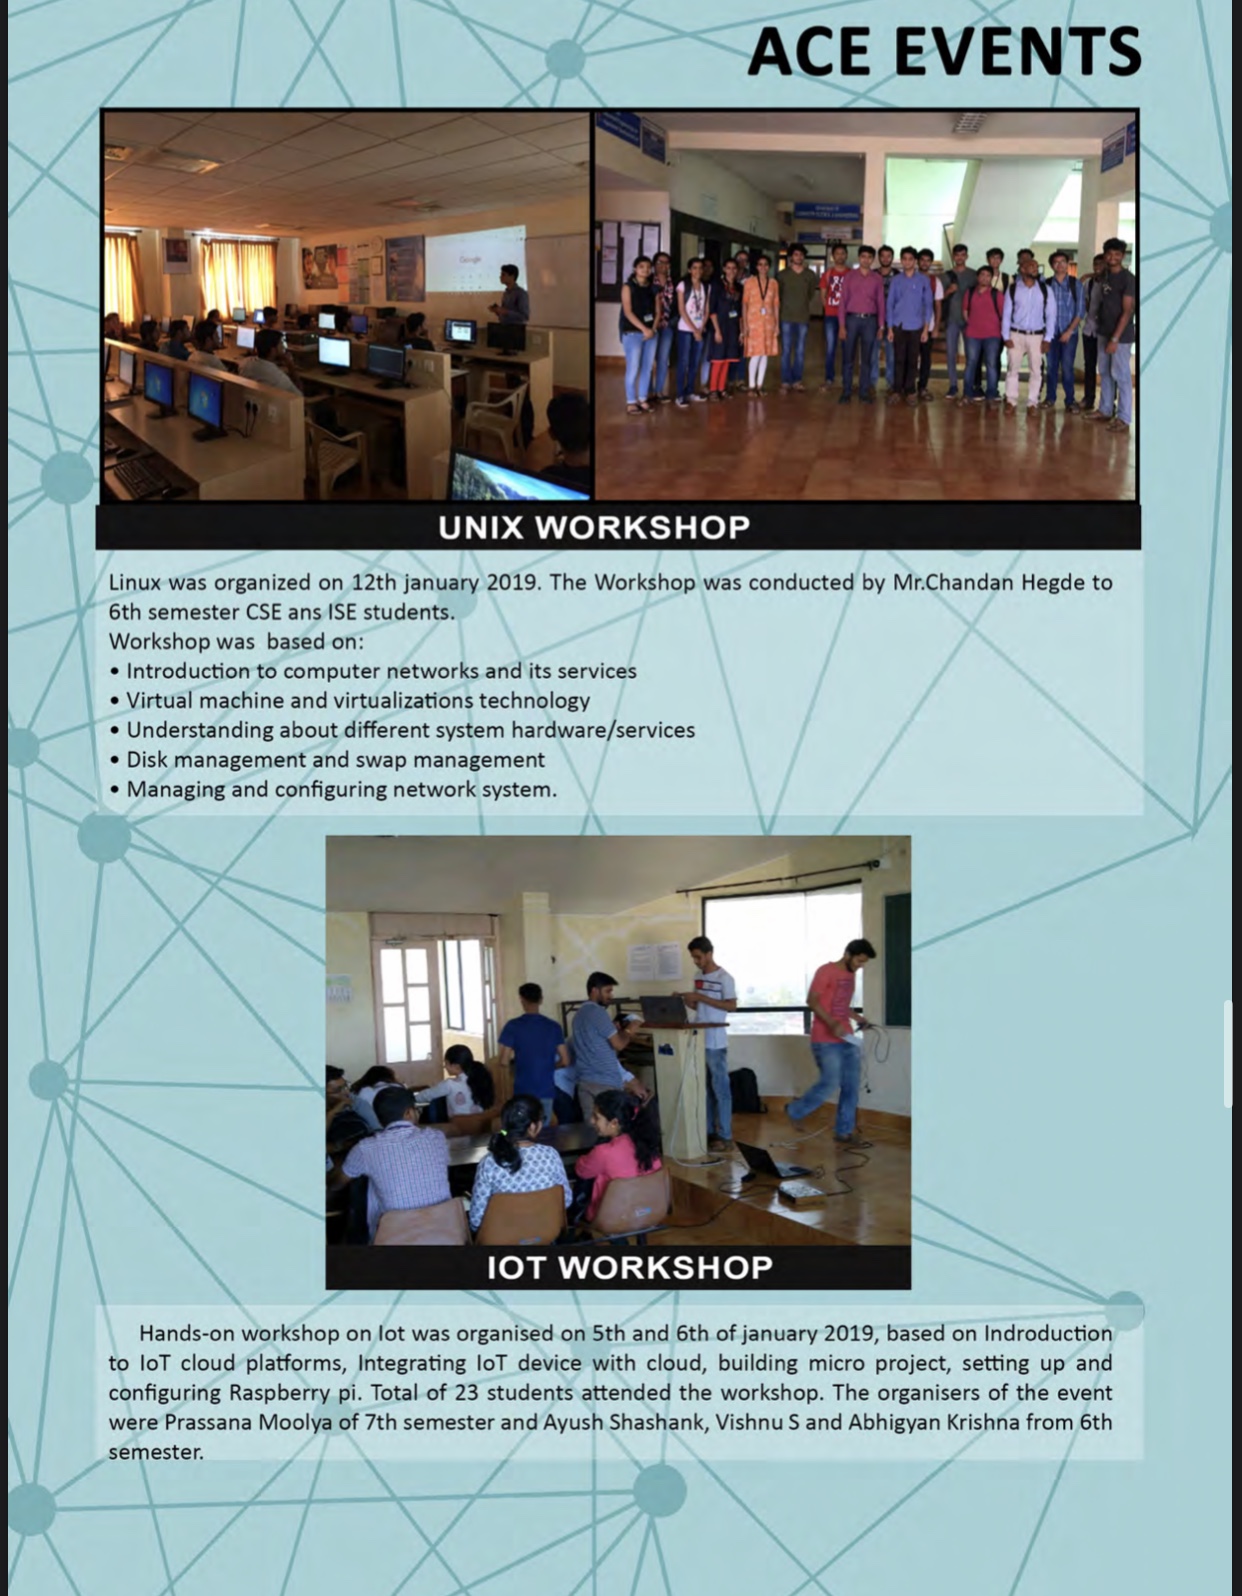 ACE EVENTS
Google
UNIX WORKSHOP
Linux was organized on 12th january 2019. The Workshop was conducted by Mr.Chandan Hegde to
6th semester CSE ans ISE students.
Workshop was  based on:
• Introduction to computer networks and its services
• Virtual machine and virtualizations technology
• Understanding about different system hardware/services
• Disk management and swap management
• Managing and configuring network system.
IOT WORKSHOP
Hands-on workshop on Iot was organised on 5th and 6th of january 2019, based on Indroduction
to IoT cloud platforms, Integrating IoT device with cloud, building micro project, setting up and
configuring Raspberry pi. Total of 23 students attended the workshop. The organisers of the event
were Prassana Moolya of 7th semester and Ayush Shashank, Vishnu S and Abhigyan Krishna from 6th
semester.